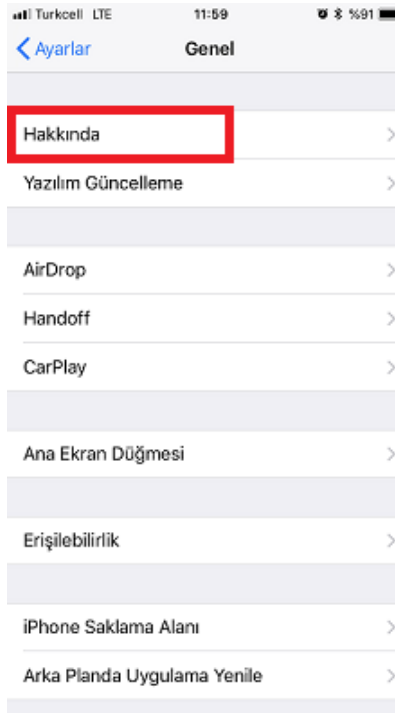 Turkcell LTE 11:59 %91
Ayarlar Genel
Hakkında
Yazılım Güncelleme
AirDrop
Handoff
CarPlay
Ana Ekran Düğmesi
Erişilebilirlik
iPhone Saklama Alanı
Arka Planda Uygulama Yenile